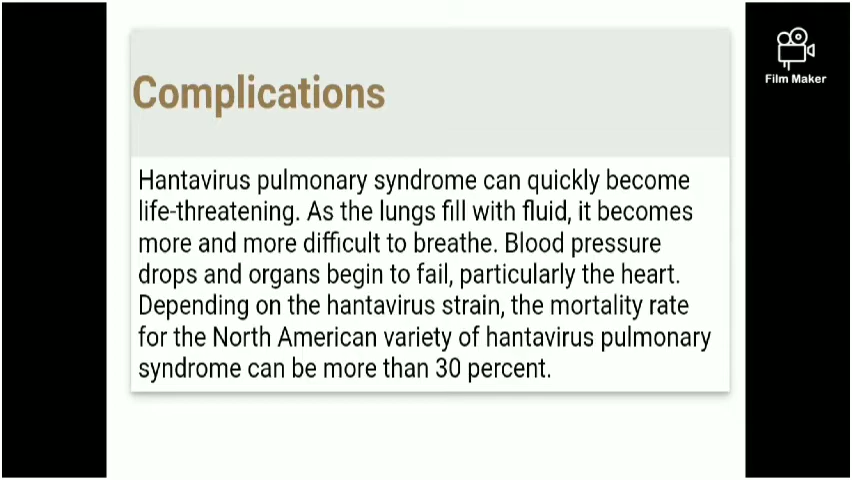 Complications
Hantavirus pulmonary syndrome can quickly become
life-threatening. As the lungs fill with fluid, it becomes
more and more difficult to breathe. Blood pressure
drops and organs begin to fail, particularly the heart.
Depending on the hantavirus strain, the mortality rate
for the North American variety of hantavirus pulmonary
syndrome can be more than 30 percent.
Film Maker